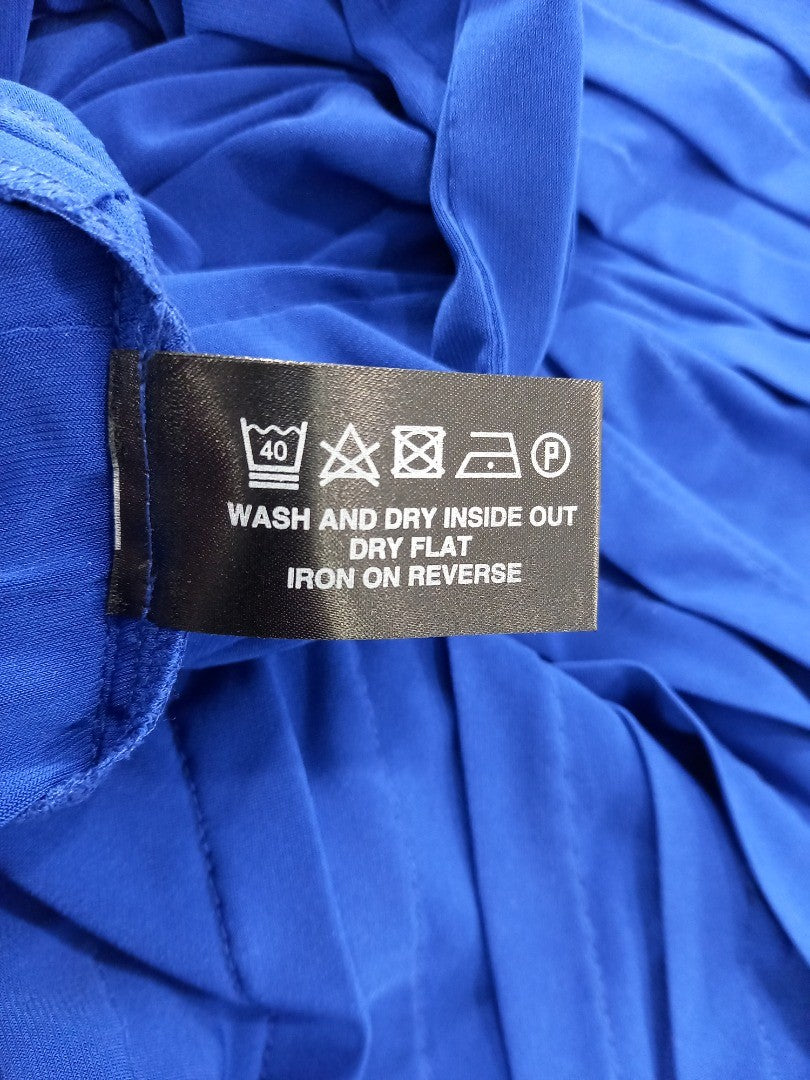 40 P
WASH AND DRY INSIDE OUT
DRY FLAT
IRON ON REVERSE